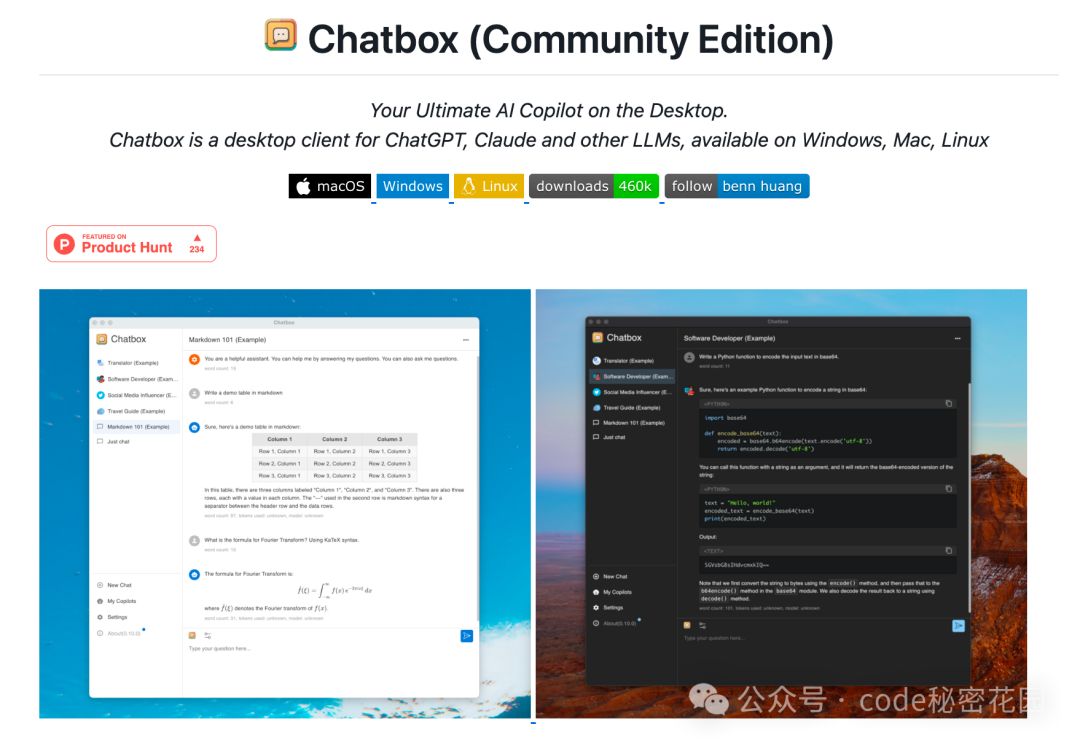 Chatbox (Community Edition)
Your Ultimate AI Copilot on the Desktop.
Chatbox is a desktop client for ChatGPT, Claude and other LLMs, available on Windows, Mac, Linux
macOS Windows Linux downloads 460k follow benn huang
FEATURED ON
Product Hunt 234
Chatbox
Chatbox
Markdown 101 (Example)
Translator (Example)
Software Developer (Exam...
Social Media Influencer (E...
Travel Guide (Example)
Markdown 101 (Example)
Just chat
New Chat
My Copilots
Settings
About(0.10.0)
You are a helpful assistant. You can help me by answering my questions. You can also ask me questions.
word count: 15
Write a demo table in markdown
word count: 6
Sure, here's a demo table in markdown:
Column 1 Column 2 Column 3
Row 1, Column 1 Row 1, Column 2 Row 1, Column 3
Row 2, Column 1 Row 2, Column 2 Row 2, Column 3
Row 3, Column 1 Row 3, Column 2 Row 3, Column 3
In this table, there are three columns labeled "Column 1", "Column 2", and "Column 3". There are also three
rows, each with a value in each column. The "---" used in the second row is markdown syntax for a
separator between the header row and the data rows.
word count: 97, tokens used: unknown, model: unknown
What is the formula for Fourier Transform? Using KaTeX syntax.
word count: 10
The formula for Fourier Transform is:
f̂(ξ) = ∫_{-∞}^{∞} f(x) e^{-2πixξ} dx
where f̂(ξ) denotes the Fourier transform of f(x).
word count: 31, tokens used: unknown, model: unknown
Type your question here...
Chatbox
Chatbox
Software Developer (Example)
Translator (Example)
Software Developer (Exam...
Social Media Influencer (E...
Travel Guide (Example)
Markdown 101 (Example)
Just chat
New Chat
My Copilots
Settings
About(0.10.0)
Write a Python function to encode the input text in base64.
word count: 11
Sure, here's an example Python function to encode a string in base64:
<PYTHON>
import base64
def encode_base64(text):
encoded = base64.b64encode(text.encode('utf-8'))
return encoded.decode('utf-8')
You can call this function with a string as an argument, and it will return the base64-encoded version of the
string:
<PYTHON>
text = "Hello, world!"
encoded_text = encode_base64(text)
print(encoded_text)
Output:
<TEXT>
Note that we first convert the string to bytes using the encode() method, and then pass that to the
b64encode() method in the base64 module. We also decode the result back to a string using
decode() method.
word count: 101, tokens used: unknown, model: unknown
Type your question here...
公众号 · code秘密花园